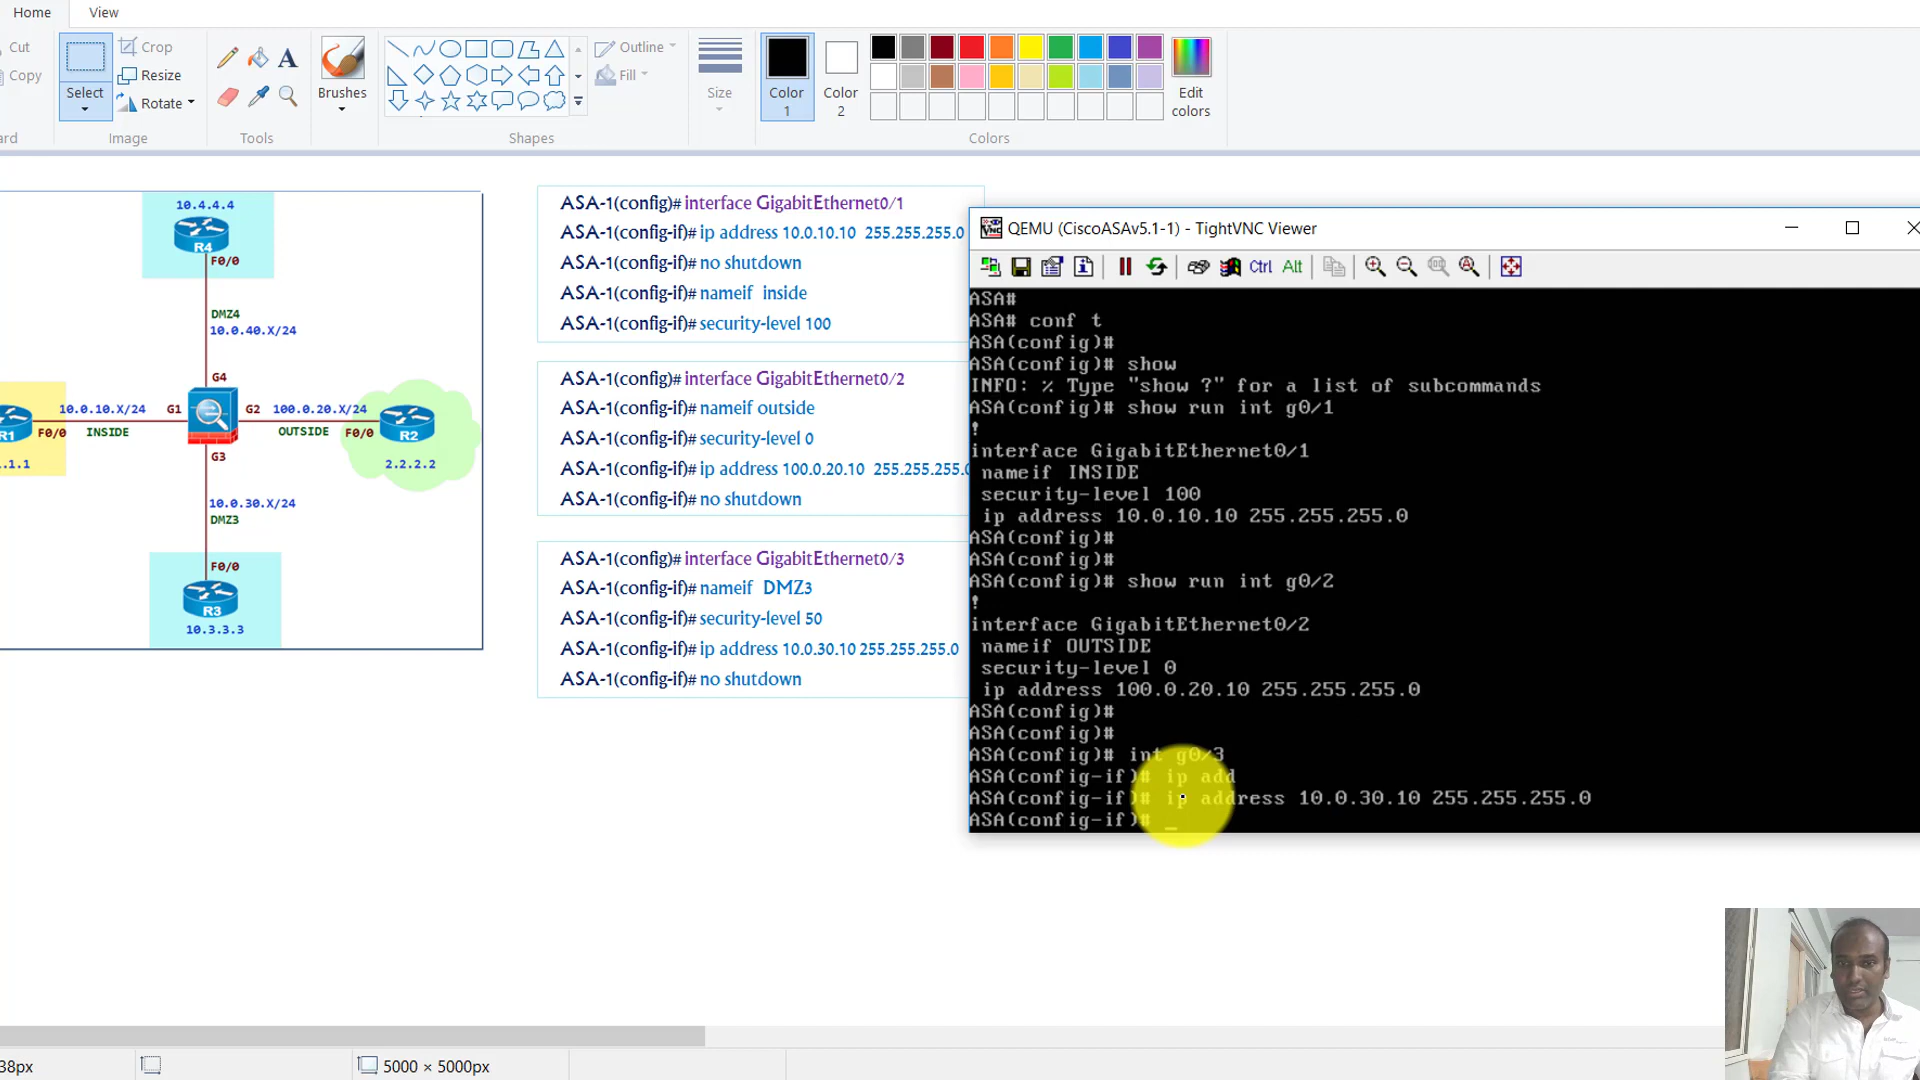 Home View
Cut
Copy
Select
Crop
Resize
Rotate
Image
Tools
Brushes
Shapes
Outline
Fill
Size
Color 1
Color 2
Colors
Edit colors
10.4.4.4
R4
F0/0
DMZ4
10.0.40.X/24
G4
10.0.10.X/24 G1 G2 100.0.20.X/24
R1 F0/0 INSIDE OUTSIDE F0/0 R2
.1.1 2.2.2.2
G3
10.0.30.X/24
DMZ3
F0/0
R3
10.3.3.3
ASA-1(config)# interface GigabitEthernet0/1
ASA-1(config-if)# ip address 10.0.10.10 255.255.255.0
ASA-1(config-if)# no shutdown
ASA-1(config-if)# nameif inside
ASA-1(config-if)# security-level 100
ASA-1(config)# interface GigabitEthernet0/2
ASA-1(config-if)# nameif outside
ASA-1(config-if)# security-level 0
ASA-1(config-if)# ip address 100.0.20.10 255.255.255.0
ASA-1(config-if)# no shutdown
ASA-1(config)# interface GigabitEthernet0/3
ASA-1(config-if)# nameif DMZ3
ASA-1(config-if)# security-level 50
ASA-1(config-if)# ip address 10.0.30.10 255.255.255.0
ASA-1(config-if)# no shutdown
QEMU (CiscoASAv5.1-1) - TightVNC Viewer
Ctrl Alt
ASA#
ASA# conf t
ASA(config)#
ASA(config)# show
INFO: % Type "show ?" for a list of subcommands
ASA(config)# show run int g0/1
!
interface GigabitEthernet0/1
nameif INSIDE
security-level 100
ip address 10.0.10.10 255.255.255.0
ASA(config)#
ASA(config)#
ASA(config)# show run int g0/2
!
interface GigabitEthernet0/2
nameif OUTSIDE
security-level 0
ip address 100.0.20.10 255.255.255.0
ASA(config)#
ASA(config)#
ASA(config)# int g0/3
ASA(config-if)# ip add
ASA(config-if)# ip address 10.0.30.10 255.255.255.0
ASA(config-if)# _
38px
5000 × 5000px